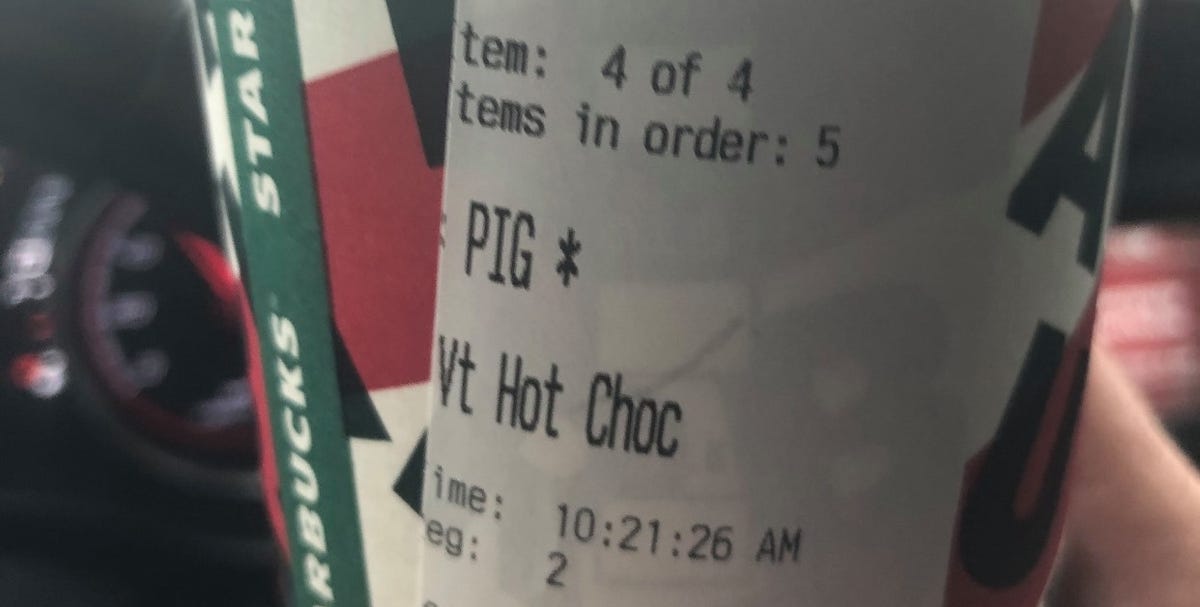 tem: 4 of 4
tems in order: 5
PIG *
Vt Hot Choc
ime: 10:21:26 AM
eg: 2
STAR
ARBUCKS